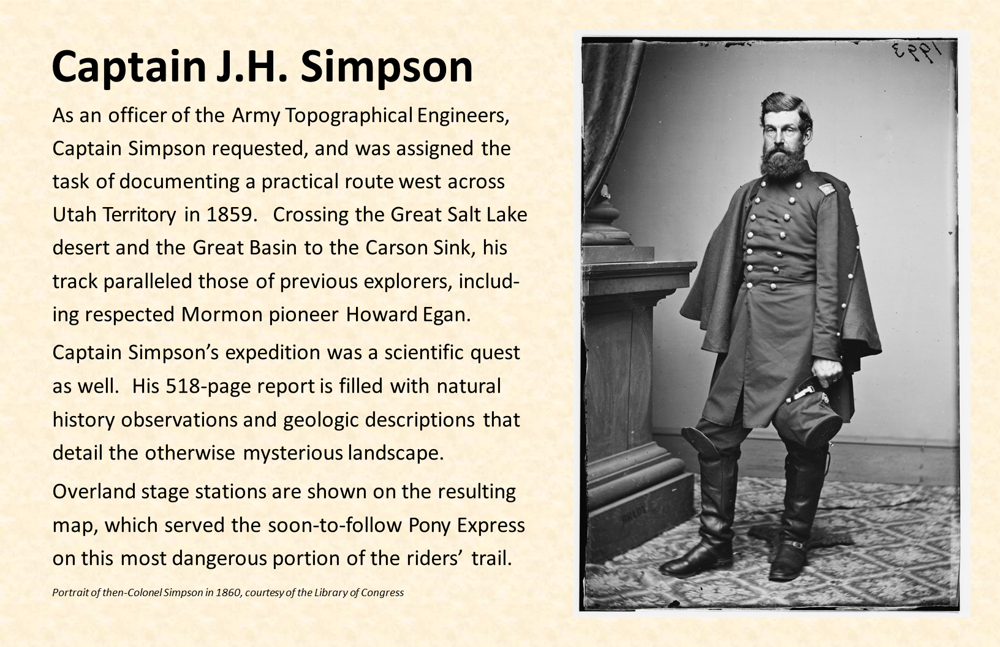 Captain J.H. Simpson
As an officer of the Army Topographical Engineers,
Captain Simpson requested, and was assigned the
task of documenting a practical route west across
Utah Territory in 1859.  Crossing the Great Salt Lake
desert and the Great Basin to the Carson Sink, his
track paralleled those of previous explorers, includ-
ing respected Mormon pioneer Howard Egan.
Captain Simpson’s expedition was a scientific quest
as well.  His 518-page report is filled with natural
history observations and geologic descriptions that
detail the otherwise mysterious landscape.
Overland stage stations are shown on the resulting
map, which served the soon-to-follow Pony Express
on this most dangerous portion of the riders’ trail.
Portrait of then-Colonel Simpson in 1860, courtesy of the Library of Congress
1993